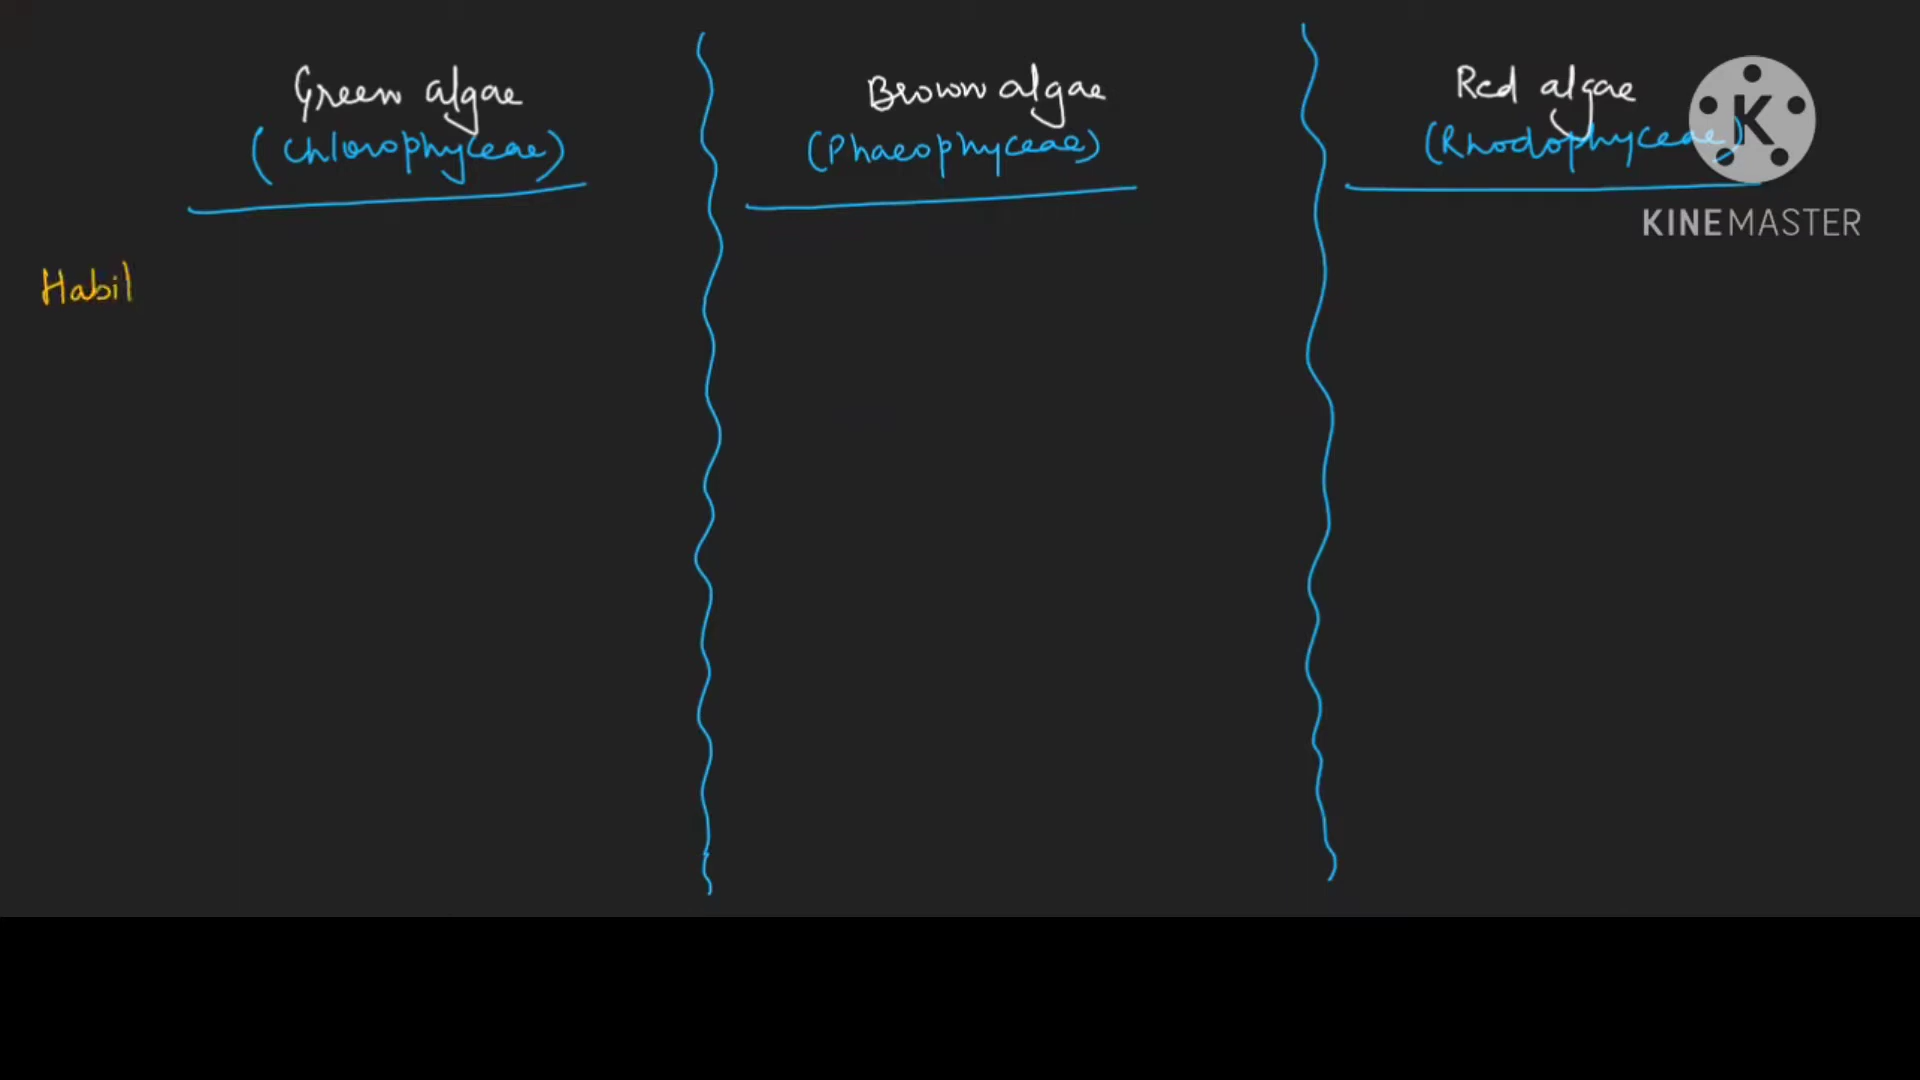 Green algae
(Chlorophyceae)
Brown algae
(Phaeophyceae)
Red algae
(Rhodophyceae)
K
KINEMASTER
Habil